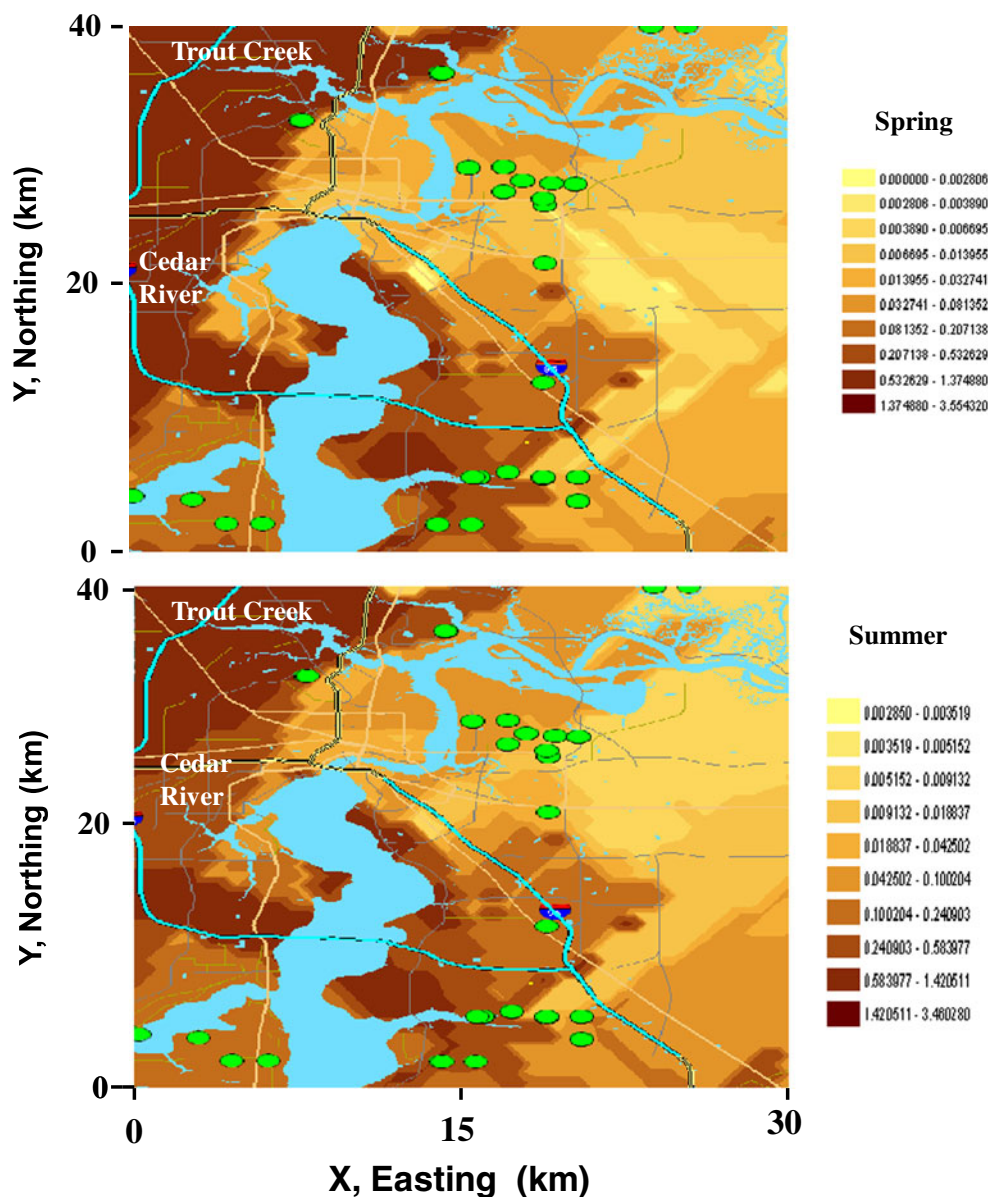 40
Trout Creek
Spring
0.000000 - 0.002806
0.002806 - 0.003890
0.003890 - 0.006695
0.006695 - 0.013955
0.013955 - 0.032741
0.032741 - 0.081352
0.081352 - 0.207138
0.207138 - 0.532629
0.532629 - 1.374880
1.374880 - 3.554320
Y, Northing (km)
Cedar
River
20
0
40
Trout Creek
Summer
0.002850 - 0.003519
0.003519 - 0.005152
0.005152 - 0.009132
0.009132 - 0.018837
0.018837 - 0.042502
0.042502 - 0.100204
0.100204 - 0.240903
0.240903 - 0.583977
0.583977 - 1.420511
1.420511 - 3.460280
Y, Northing (km)
Cedar
River
20
0
0
15
30
X, Easting (km)